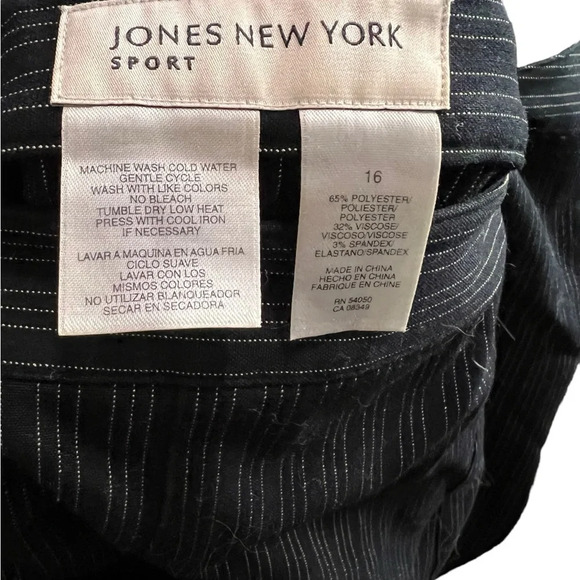 JONES NEW YORK
SPORT
MACHINE WASH COLD WATER
GENTLE CYCLE
WASH WITH LIKE COLORS
NO BLEACH
TUMBLE DRY LOW HEAT
PRESS WITH COOL IRON
IF NECESSARY
LAVAR A MAQUINA EN AGUA FRIA
CICLO SUAVE
LAVAR CON LOS
MISMOS COLORES
NO UTILIZAR BLANQUEADOR
SECAR EN SECADORA
16
65% POLYESTER/
POLIESTER/
POLYESTER
32% VISCOSE/
VISCOSO/VISCOSE
3% SPANDEX/
ELASTANO/SPANDEX
MADE IN CHINA
HECHO EN CHINA
FABRIQUE EN CHINE
RN 54050
CA 08349